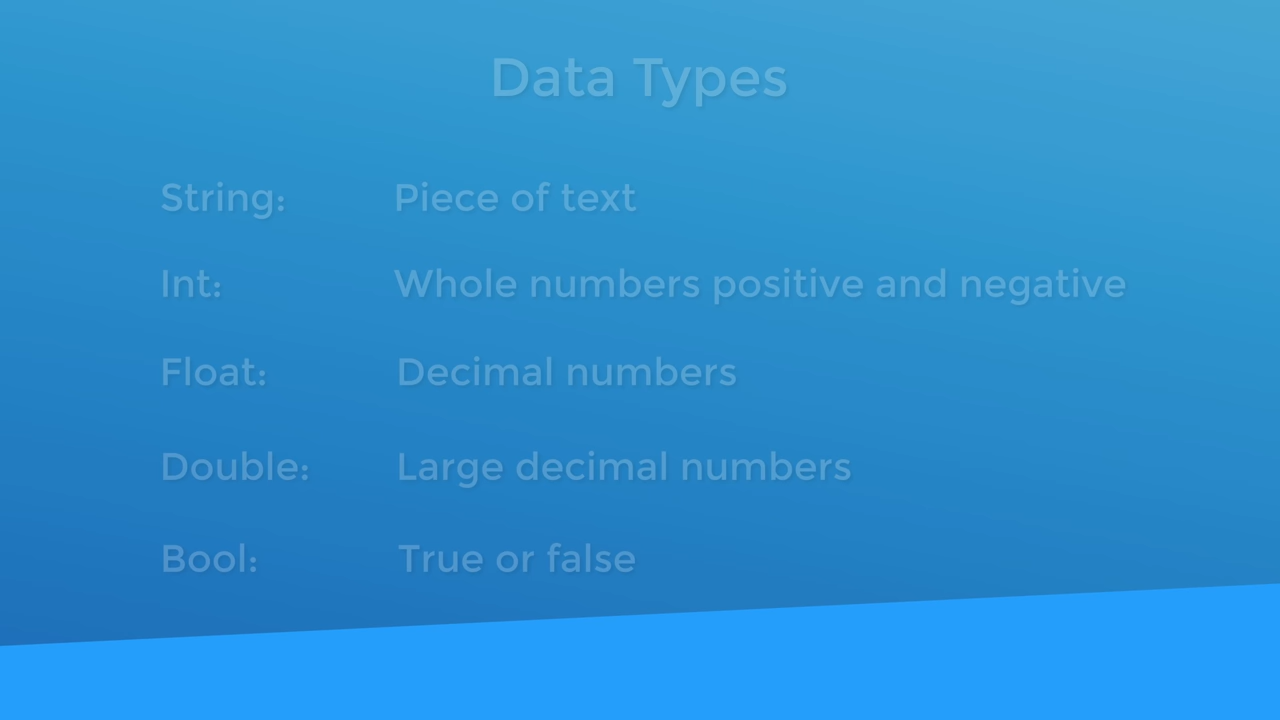 Data Types
String: Piece of text
Int: Whole numbers positive and negative
Float: Decimal numbers
Double: Large decimal numbers
Bool: True or false